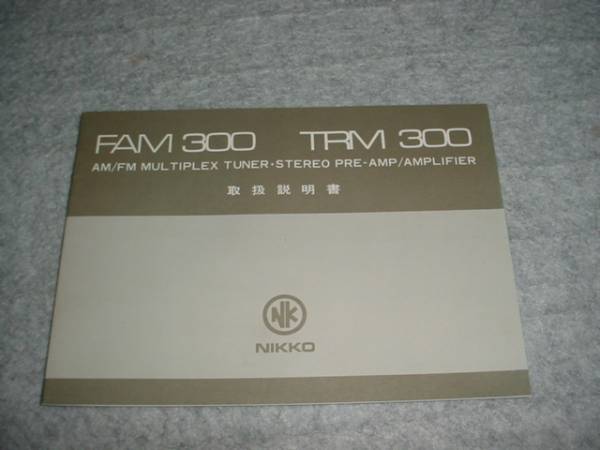 FAM 300 TRM 300
AM/FM MULTIPLEX TUNER·STEREO PRE-AMP/AMPLIFIER
取扱説明書
NK
NIKKO